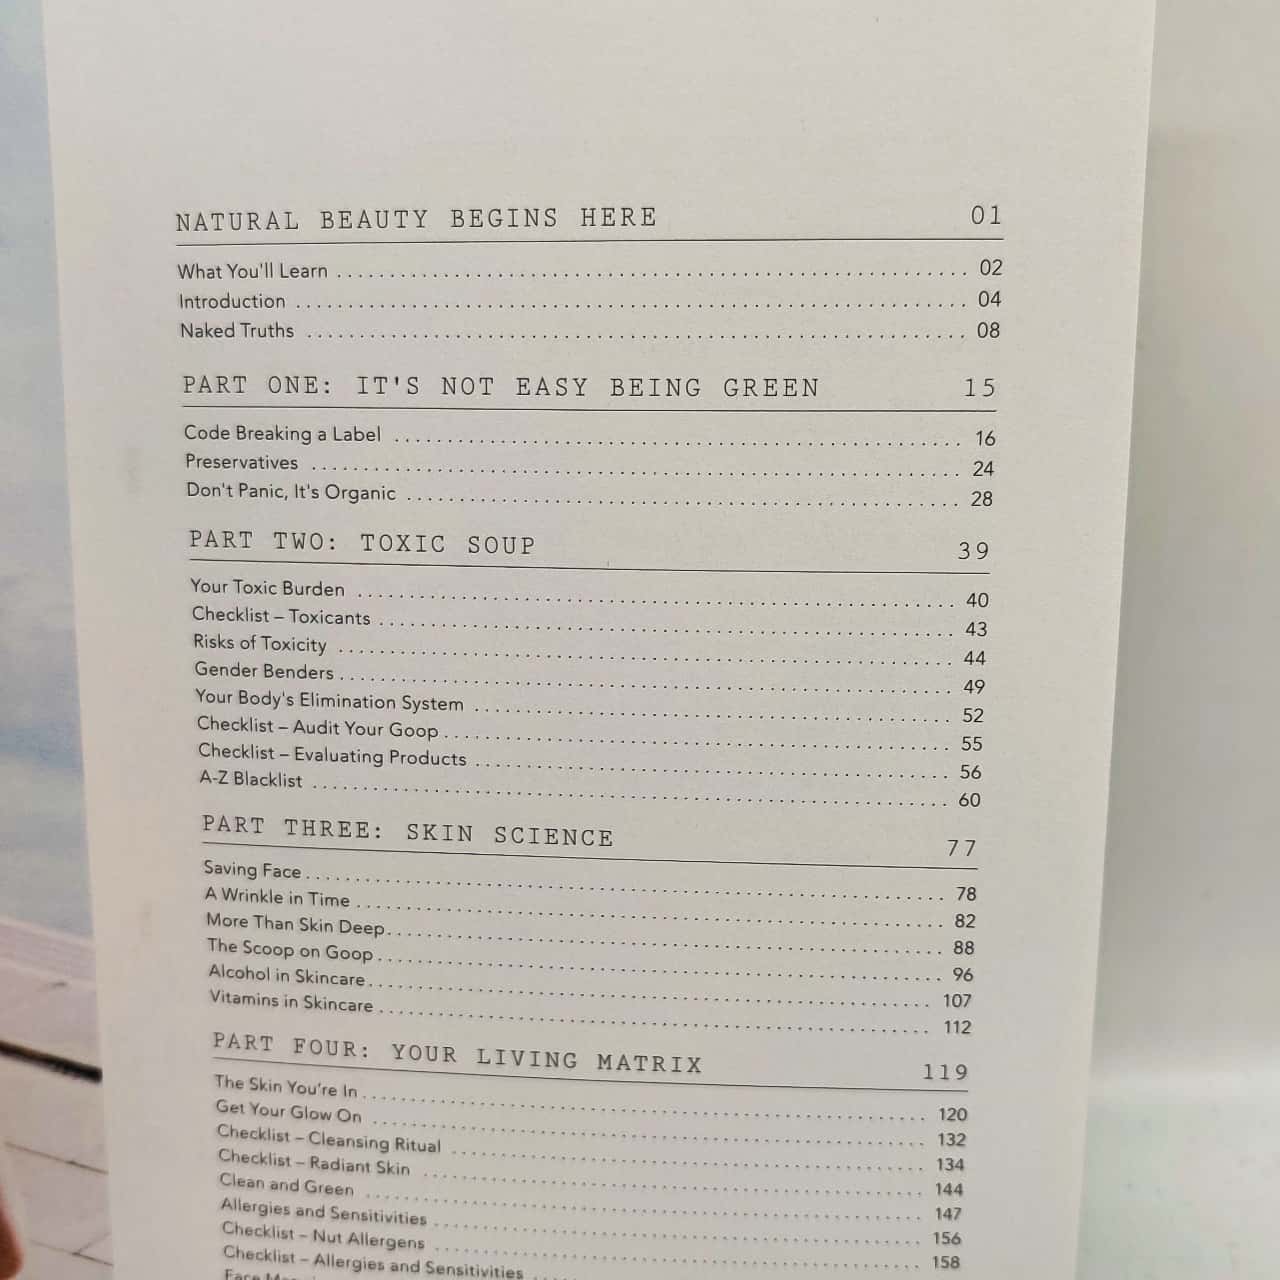 NATURAL BEAUTY BEGINS HERE 01
What You'll Learn 02
Introduction 04
Naked Truths 08
PART ONE: IT'S NOT EASY BEING GREEN 15
Code Breaking a Label 16
Preservatives 24
Don't Panic, It's Organic 28
PART TWO: TOXIC SOUP 39
Your Toxic Burden 40
Checklist – Toxicants 43
Risks of Toxicity 44
Gender Benders 49
Your Body's Elimination System 52
Checklist – Audit Your Goop 55
Checklist – Evaluating Products 56
A-Z Blacklist 60
PART THREE: SKIN SCIENCE 77
Saving Face 78
A Wrinkle in Time 82
More Than Skin Deep 88
The Scoop on Goop 96
Alcohol in Skincare 107
Vitamins in Skincare 112
PART FOUR: YOUR LIVING MATRIX 119
The Skin You're In 120
Get Your Glow On 132
Checklist – Cleansing Ritual 134
Checklist – Radiant Skin 144
Clean and Green 147
Allergies and Sensitivities 156
Checklist – Nut Allergens 158
Checklist – Allergies and Sensitivities